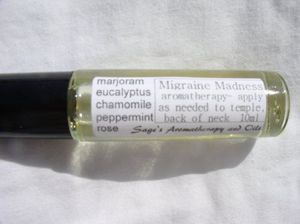 marjoram
eucalyptus
chamomile
peppermint
rose
Migraine Madness
aromatherapy- apply
as needed to temple,
back of neck 10ml
Sage's Aromatherapy and Oils